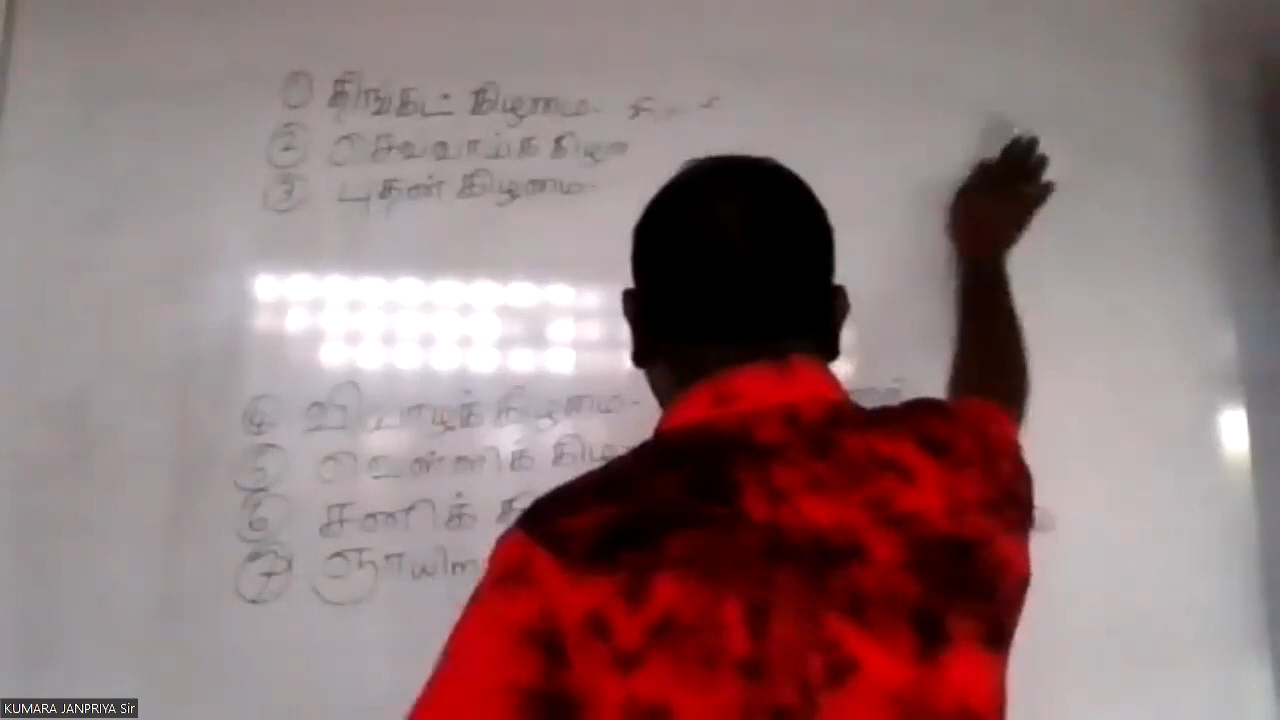 ① திங்கட் கிழமை -
② செவ்வாய்க் கிழமை
③ புதன் கிழமை -
④ வியாழக் கிழமை -
⑤ வெள்ளிக் கிழ
⑥ சனிக் கி
⑦ ஞாயிற
KUMARA JANPRIYA Sir